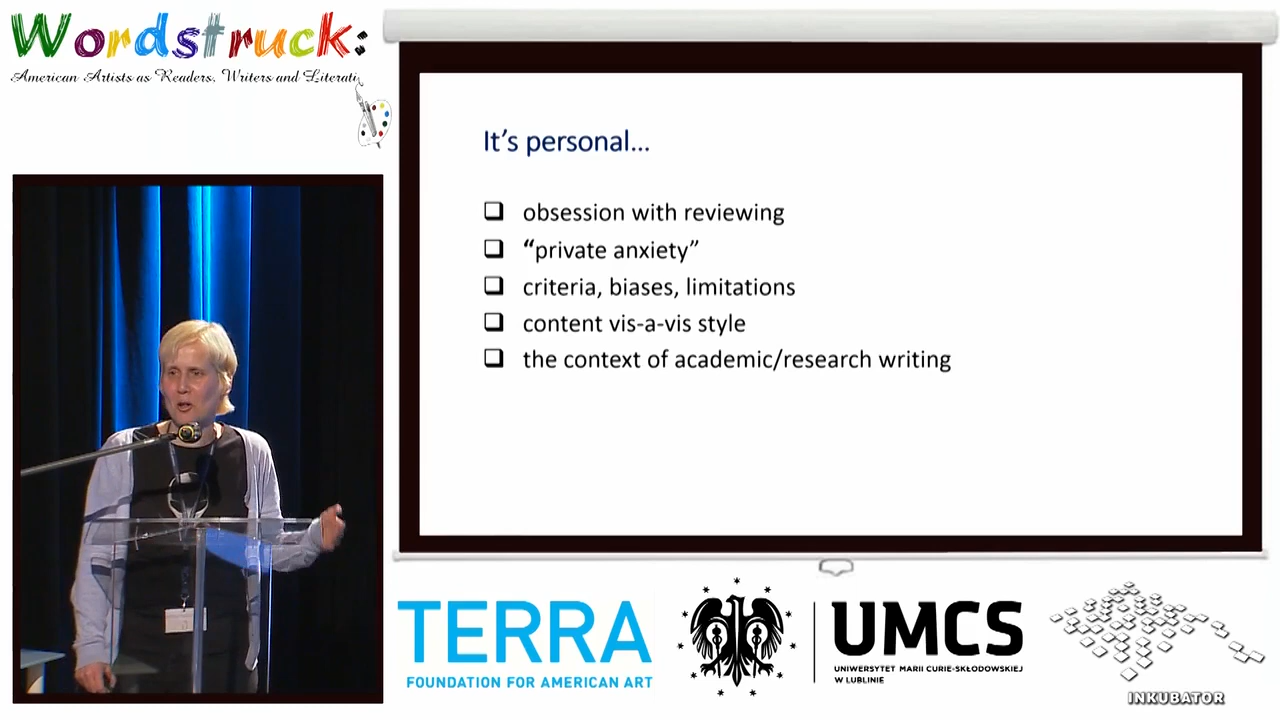 Wordstruck:
American Artists as Readers, Writers and Literati
It's personal...
❑ obsession with reviewing
❑ “private anxiety”
❑ criteria, biases, limitations
❑ content vis-a-vis style
❑ the context of academic/research writing
TERRA
FOUNDATION FOR AMERICAN ART
UMCS
UNIWERSYTET MARII CURIE-SKŁODOWSKIEJ
W LUBLINIE
INKUBATOR